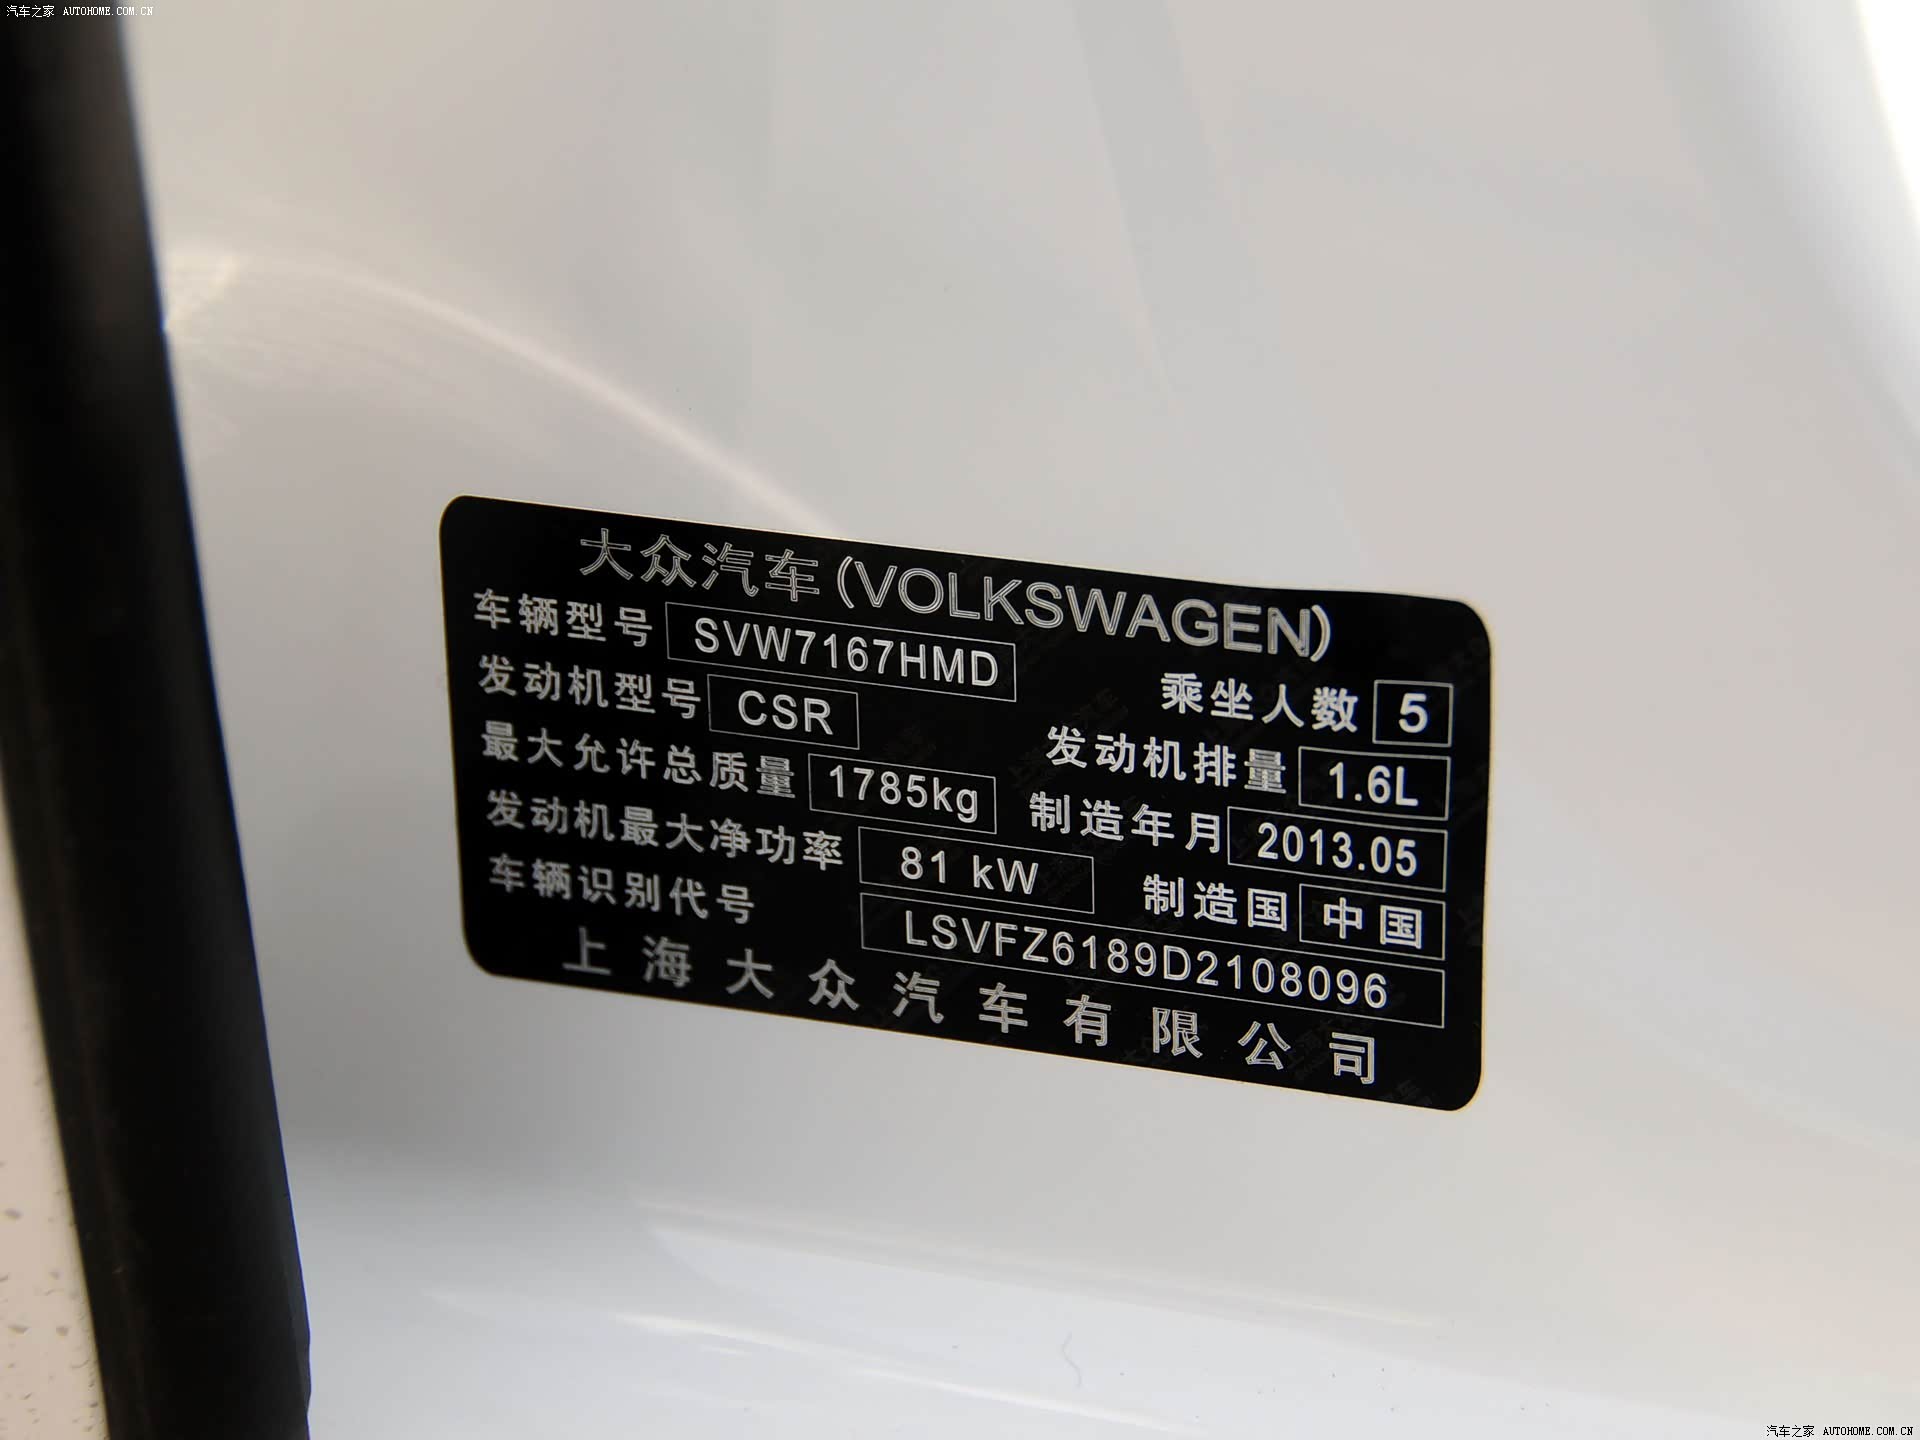 汽车之家 AUTOHOME.COM.CN
大众汽车(VOLKSWAGEN)
车辆型号 SVW7167HMD
乘坐人数 5
发动机型号 CSR
发动机排量 1.6L
最大允许总质量 1785kg
制造年月 2013.05
发动机最大净功率 81 kW
制造国 中国
车辆识别代号 LSVFZ6189D2108096
上海大众汽车有限公司
汽车之家 AUTOHOME.COM.CN